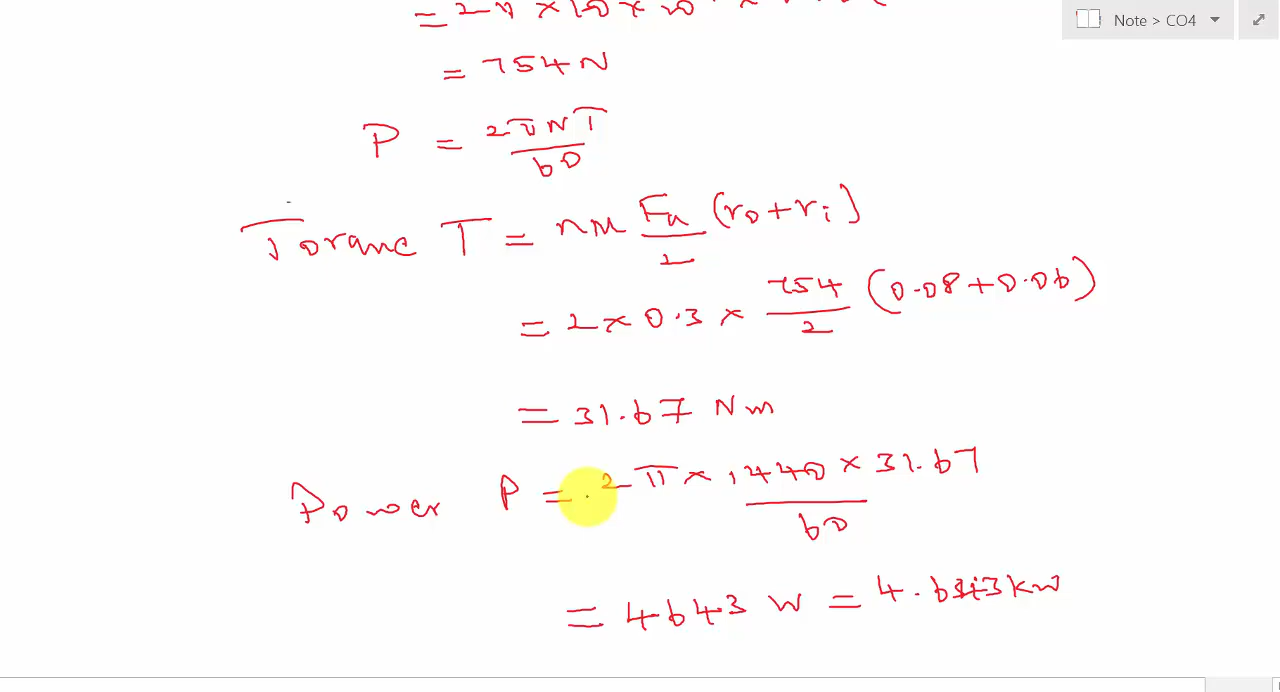 Note > CO4
= 754 N
P = 2πNT / 60
Torque T = nμ Fa / 2 (ro + ri)
= 2 × 0.3 × 754 / 2 (0.08 + 0.06)
= 31.67 Nm
Power P = 2π × 1440 × 31.67 / 60
= 4643 W = 4.643 kW